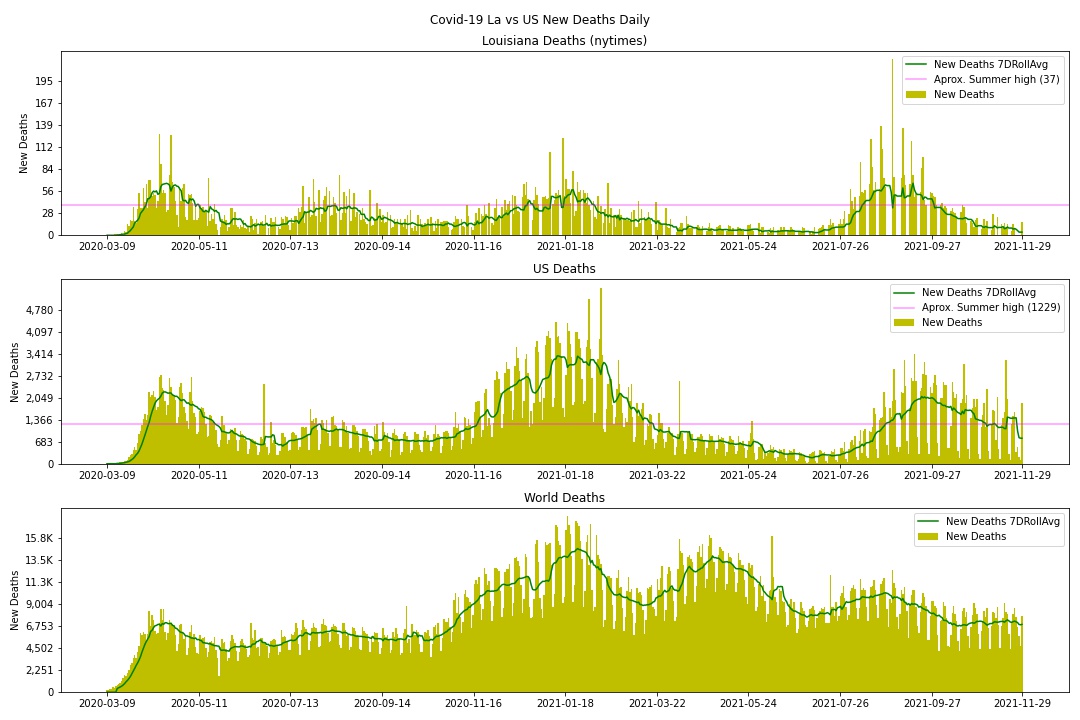 Covid-19 La vs US New Deaths Daily
Louisiana Deaths (nytimes)
New Deaths
195
167
139
112
84
56
28
0
New Deaths 7DRollAvg
Aprox. Summer high (37)
New Deaths
2020-03-09 2020-05-11 2020-07-13 2020-09-14 2020-11-16 2021-01-18 2021-03-22 2021-05-24 2021-07-26 2021-09-27 2021-11-29
US Deaths
New Deaths
4,780
4,097
3,414
2,732
2,049
1,366
683
0
New Deaths 7DRollAvg
Aprox. Summer high (1229)
New Deaths
2020-03-09 2020-05-11 2020-07-13 2020-09-14 2020-11-16 2021-01-18 2021-03-22 2021-05-24 2021-07-26 2021-09-27 2021-11-29
World Deaths
New Deaths
15.8K
13.5K
11.3K
9,004
6,753
4,502
2,251
0
New Deaths 7DRollAvg
New Deaths
2020-03-09 2020-05-11 2020-07-13 2020-09-14 2020-11-16 2021-01-18 2021-03-22 2021-05-24 2021-07-26 2021-09-27 2021-11-29